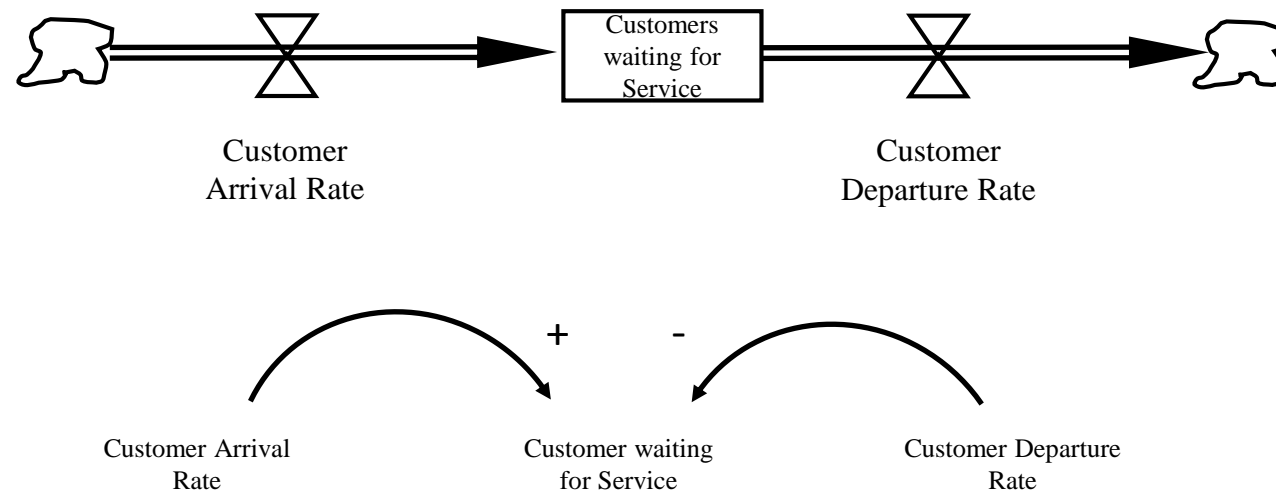 Customers
waiting for
Service
Customer
Arrival Rate
Customer
Departure Rate
+
-
Customer Arrival
Rate
Customer waiting
for Service
Customer Departure
Rate